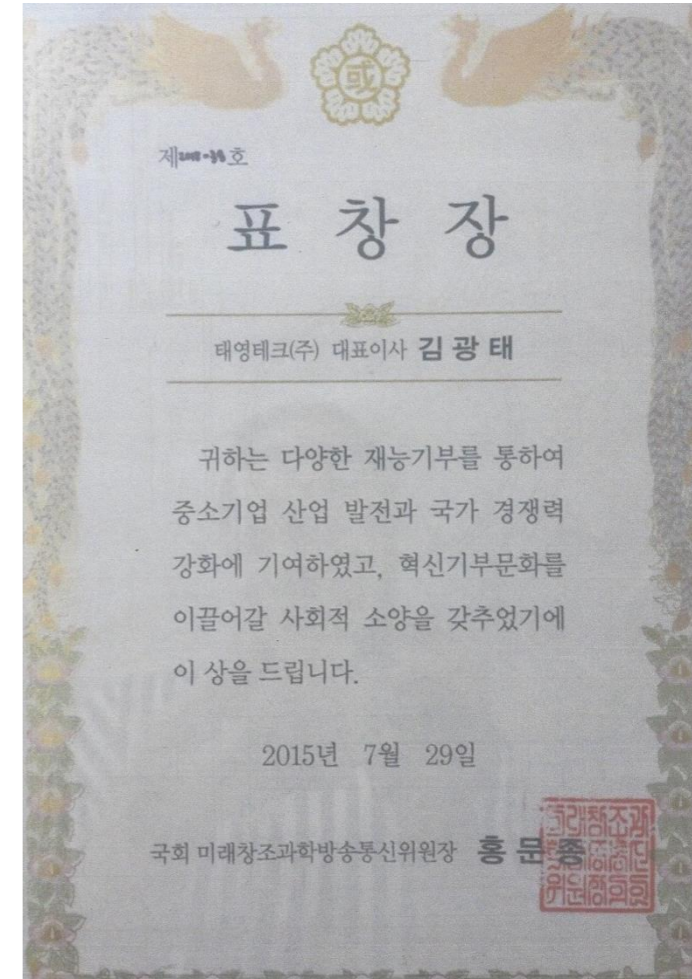 國
제 호
표 창 장
태영테크(주) 대표이사 김광태
귀하는 다양한 재능기부를 통하여
중소기업 산업 발전과 국가 경쟁력
강화에 기여하였고, 혁신기부문화를
이끌어갈 사회적 소양을 갖추었기에
이 상을 드립니다.
2015년 7월 29일
국회 미래창조과학방송통신위원장 홍문종